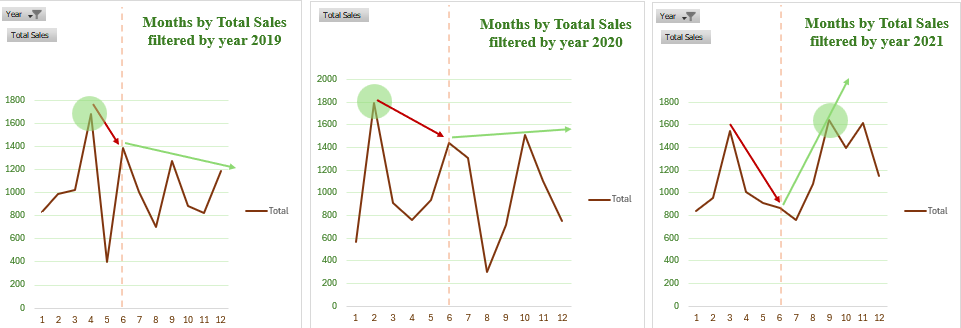 Year
Total Sales
Months by Total Sales
filtered by year 2019
1800
1600
1400
1200
1000
800
600
400
200
0
1 2 3 4 5 6 7 8 9 10 11 12
Total
Total Sales
Months by Toatal Sales
filtered by year 2020
2000
1800
1600
1400
1200
1000
800
600
400
200
0
1 2 3 4 5 6 7 8 9 10 11 12
Total
Year
Total Sales
Months by Total Sales
filtered by year 2021
1800
1600
1400
1200
1000
800
600
400
200
0
1 2 3 4 5 6 7 8 9 10 11 12
Total